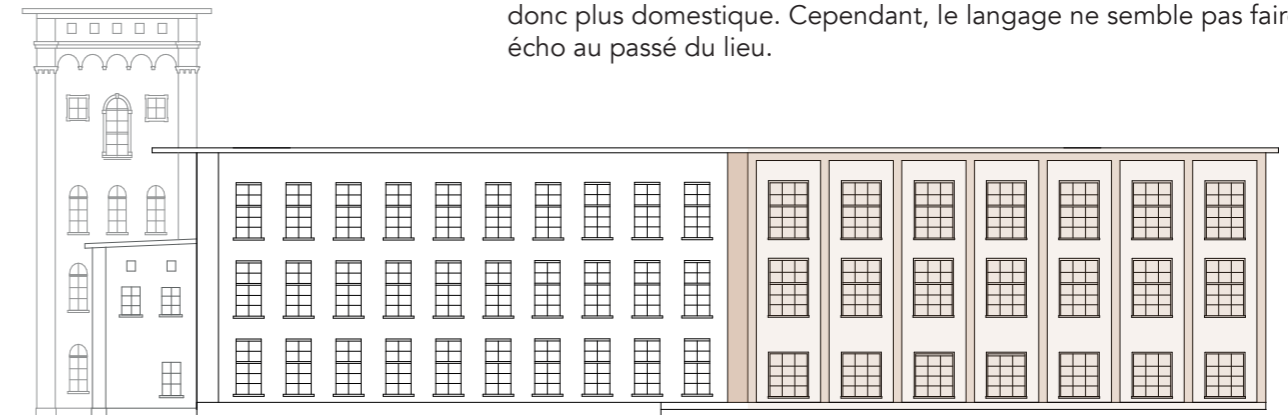 donc plus domestique. Cependant, le langage ne semble pas fair
écho au passé du lieu.